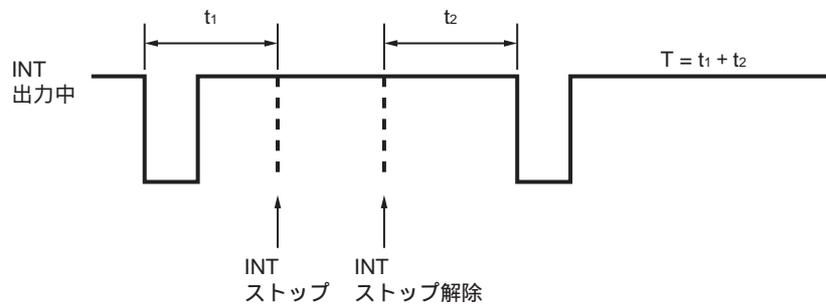 t1
t2
INT
出力中
T = t1 + t2
INT
ストップ
INT
ストップ解除